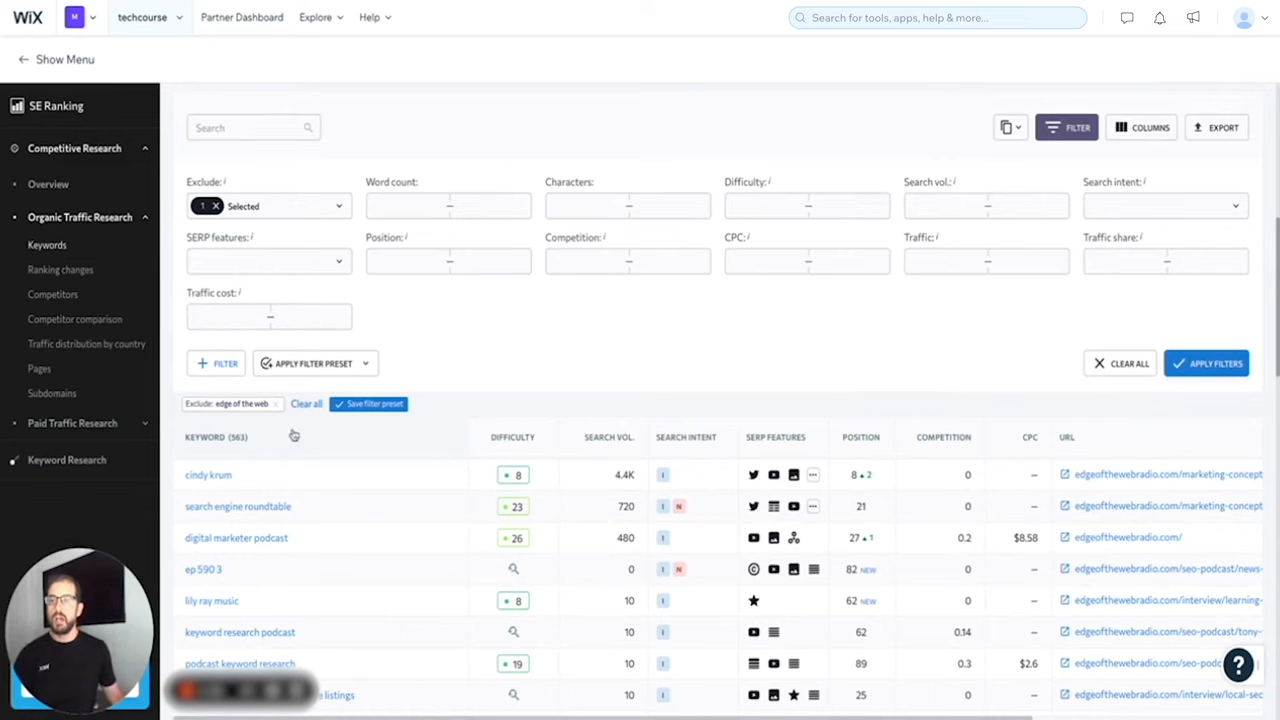 WiX M techcourse Partner Dashboard Explore Help Search for tools, apps, help & more...
Show Menu
SE Ranking
Competitive Research
Overview
Organic Traffic Research
Keywords
Ranking changes
Competitors
Competitor comparison
Traffic distribution by country
Pages
Subdomains
Paid Traffic Research
Keyword Research
Search FILTER COLUMNS EXPORT
Exclude: i Word count: Characters: Difficulty: i Search vol.: i Search intent: i
1 X Selected – – – –
SERP features: i Position: i Competition: i CPC: i Traffic: i Traffic share: i
– – – – –
Traffic cost: i
–
+ FILTER APPLY FILTER PRESET CLEAR ALL APPLY FILTERS
Exclude: edge of the web × Clear all Save filter preset
KEYWORD (563) DIFFICULTY SEARCH VOL. SEARCH INTENT SERP FEATURES POSITION COMPETITION CPC URL
cindy krum 8 4.4K I 8 2 0 – edgeofthewebradio.com/marketing-concept
search engine roundtable 23 720 I N 21 0 – edgeofthewebradio.com/marketing-concept
digital marketer podcast 26 480 I 27 1 0.2 $8.58 edgeofthewebradio.com/
ep 590 3 0 I N 82 NEW 0 – edgeofthewebradio.com/seo-podcast/news-
lily ray music 8 10 I 62 NEW 0 – edgeofthewebradio.com/interview/learning-
keyword research podcast 10 I 62 0.14 – edgeofthewebradio.com/seo-podcast/tony-
podcast keyword research 19 10 I 89 0.3 $2.6 edgeofthewebradio.com/seo-podc
listings 10 I 25 0 – edgeofthewebradio.com/interview/local-sec
?